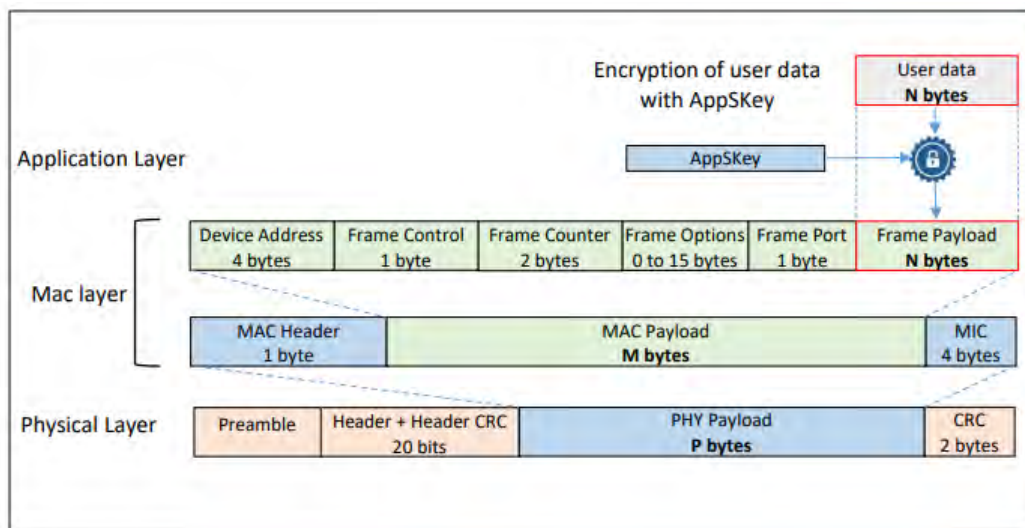 Encryption of user data
with AppSKey
User data
N bytes
Application Layer
AppSKey
Mac layer
Device Address
4 bytes
Frame Control
1 byte
Frame Counter
2 bytes
Frame Options
0 to 15 bytes
Frame Port
1 byte
Frame Payload
N bytes
MAC Header
1 byte
MAC Payload
M bytes
MIC
4 bytes
Physical Layer
Preamble
Header + Header CRC
20 bits
PHY Payload
P bytes
CRC
2 bytes